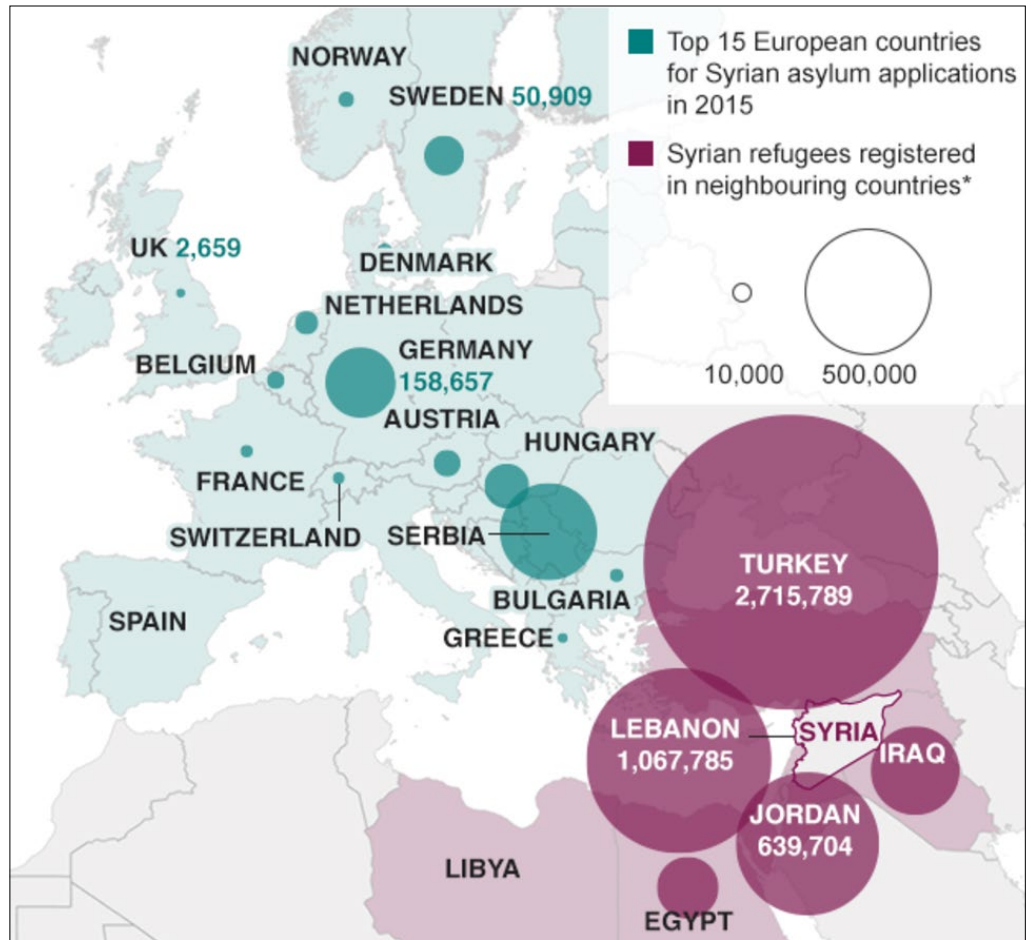 Top 15 European countries
for Syrian asylum applications
in 2015
Syrian refugees registered
in neighbouring countries*
10,000
500,000
NORWAY
SWEDEN 50,909
UK 2,659
DENMARK
NETHERLANDS
BELGIUM
GERMANY
158,657
AUSTRIA
HUNGARY
FRANCE
SWITZERLAND
SERBIA
BULGARIA
SPAIN
GREECE
TURKEY
2,715,789
LEBANON
1,067,785
SYRIA
IRAQ
JORDAN
639,704
LIBYA
EGYPT